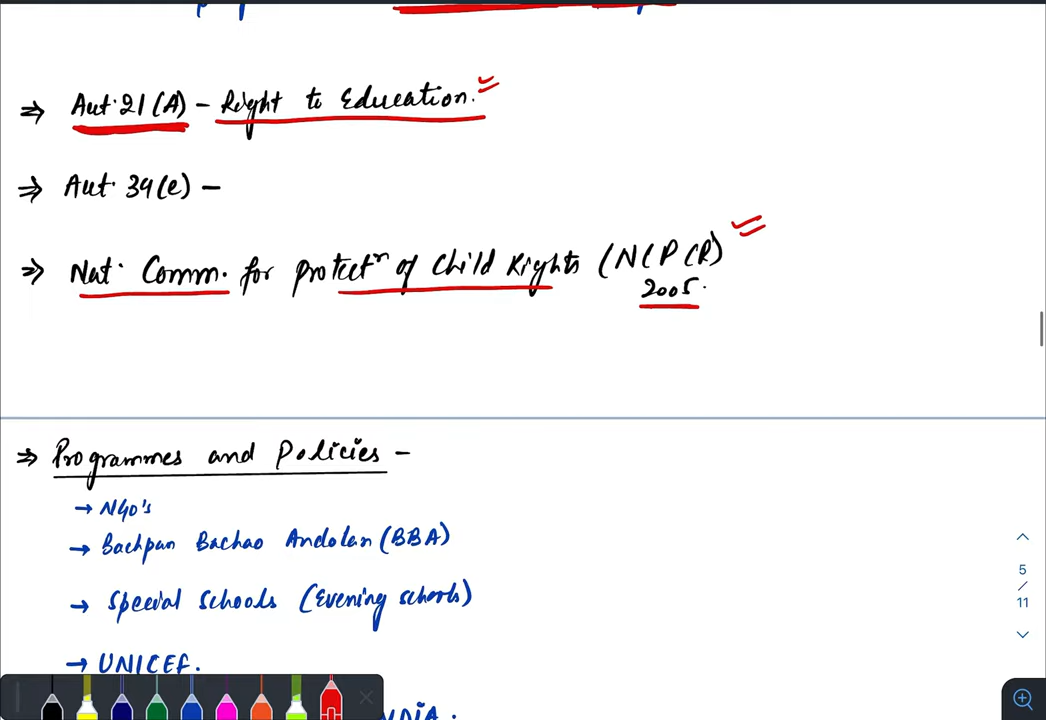 ⇒ Art. 21(A) - Right to Education.
⇒ Art. 39(e) -
⇒ Nat. Comm. for Protectⁿ of Child Rights (NCPCR)
2005.
⇒ Programmes and Policies -
→ NGO's
→ Bachpan Bachao Andolan (BBA)
→ Special Schools (Evening schools)
→ UNICEF.
NDIA.
5
/
11